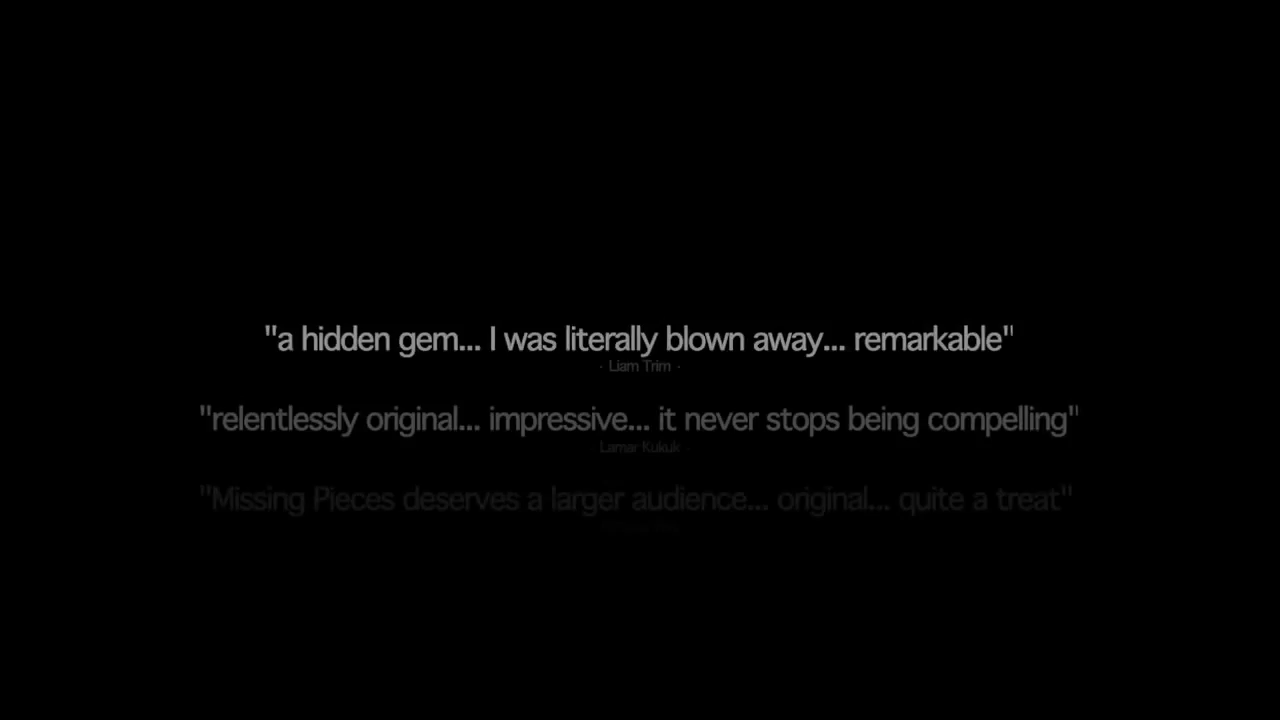 "a hidden gem... I was literally blown away... remarkable"
· Liam Trim ·
"relentlessly original... impressive... it never stops being compelling"
Lamar Kukuk ·
"Missing Pieces deserves a larger audience... original... quite a treat"